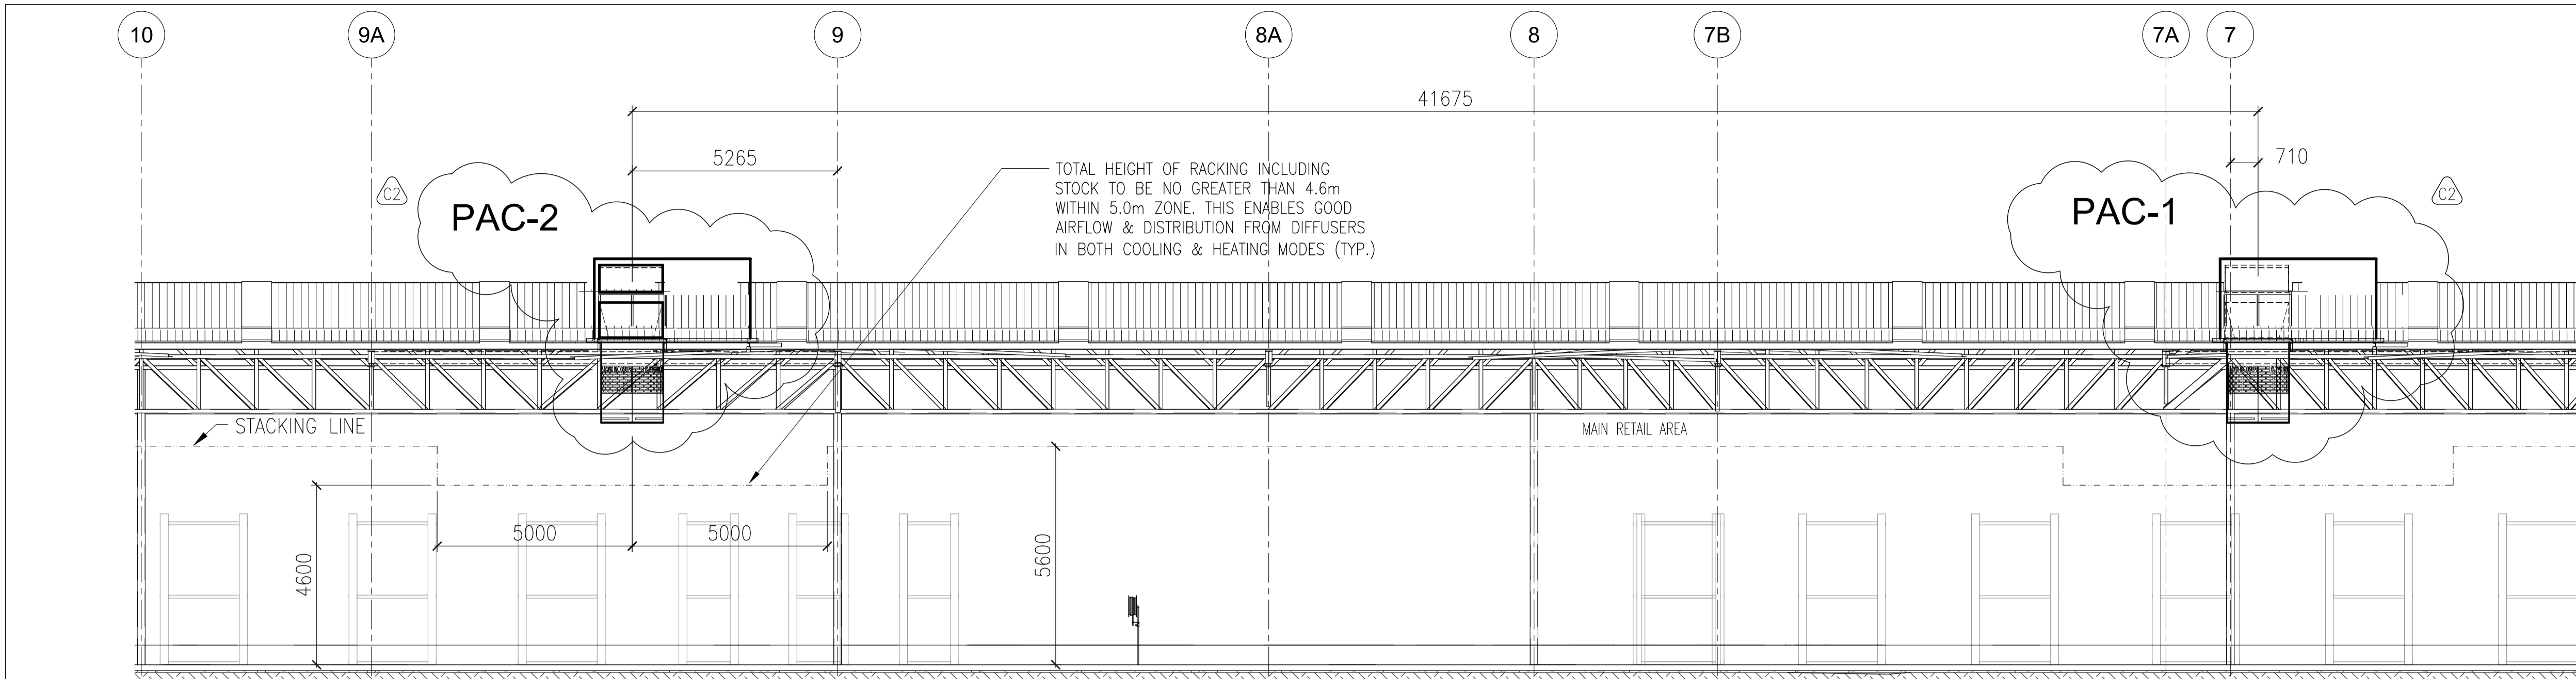 10
9A
9
8A
8
7B
7A
7
41675
5265
710
C2
PAC-2
TOTAL HEIGHT OF RACKING INCLUDING
STOCK TO BE NO GREATER THAN 4.6m
WITHIN 5.0m ZONE. THIS ENABLES GOOD
AIRFLOW & DISTRIBUTION FROM DIFFUSERS
IN BOTH COOLING & HEATING MODES (TYP.)
PAC-1
C2
STACKING LINE
MAIN RETAIL AREA
5000
5000
4600
5600